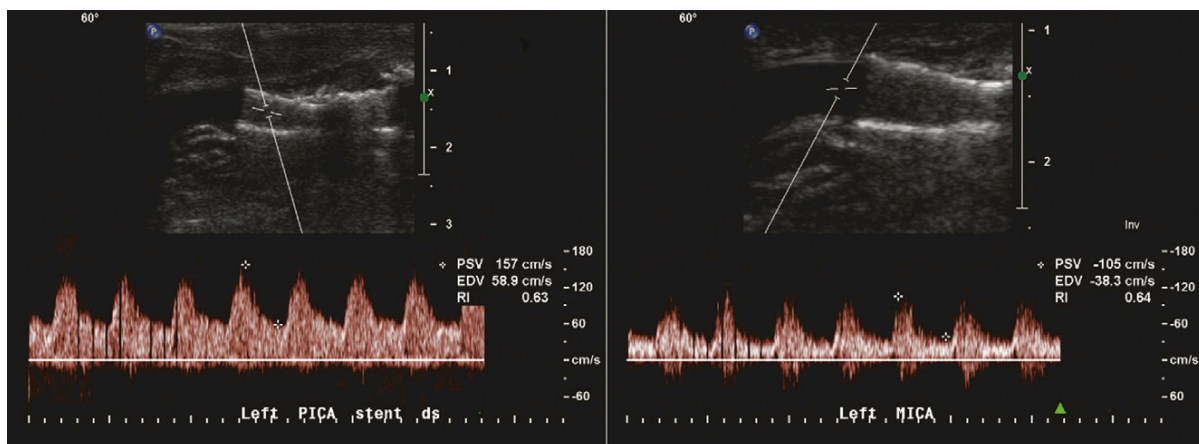 60°
P
1
X
2
3
180
PSV 157 cm/s
EDV 58.9 cm/s
RI 0.63
120
60
cm/s
-60
Left PICA stent ds
60°
P
1
X
2
Inv
180
PSV -105 cm/s
EDV -38.3 cm/s
RI 0.64
120
60
cm/s
-60
Left MICA